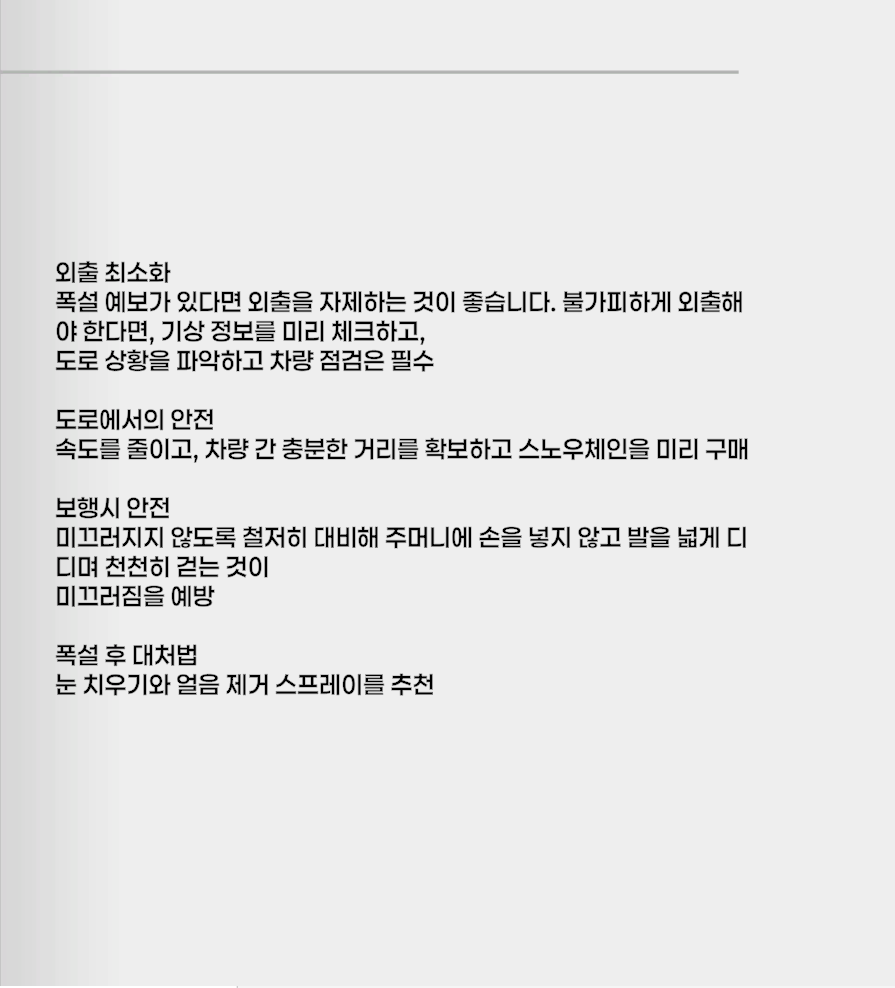 외출 최소화
폭설 예보가 있다면 외출을 자제하는 것이 좋습니다. 불가피하게 외출해
야 한다면, 기상 정보를 미리 체크하고,
도로 상황을 파악하고 차량 점검은 필수
도로에서의 안전
속도를 줄이고, 차량 간 충분한 거리를 확보하고 스노우체인을 미리 구매
보행시 안전
미끄러지지 않도록 철저히 대비해 주머니에 손을 넣지 않고 발을 넓게 디
디며 천천히 걷는 것이
미끄러짐을 예방
폭설 후 대처법
눈 치우기와 얼음 제거 스프레이를 추천